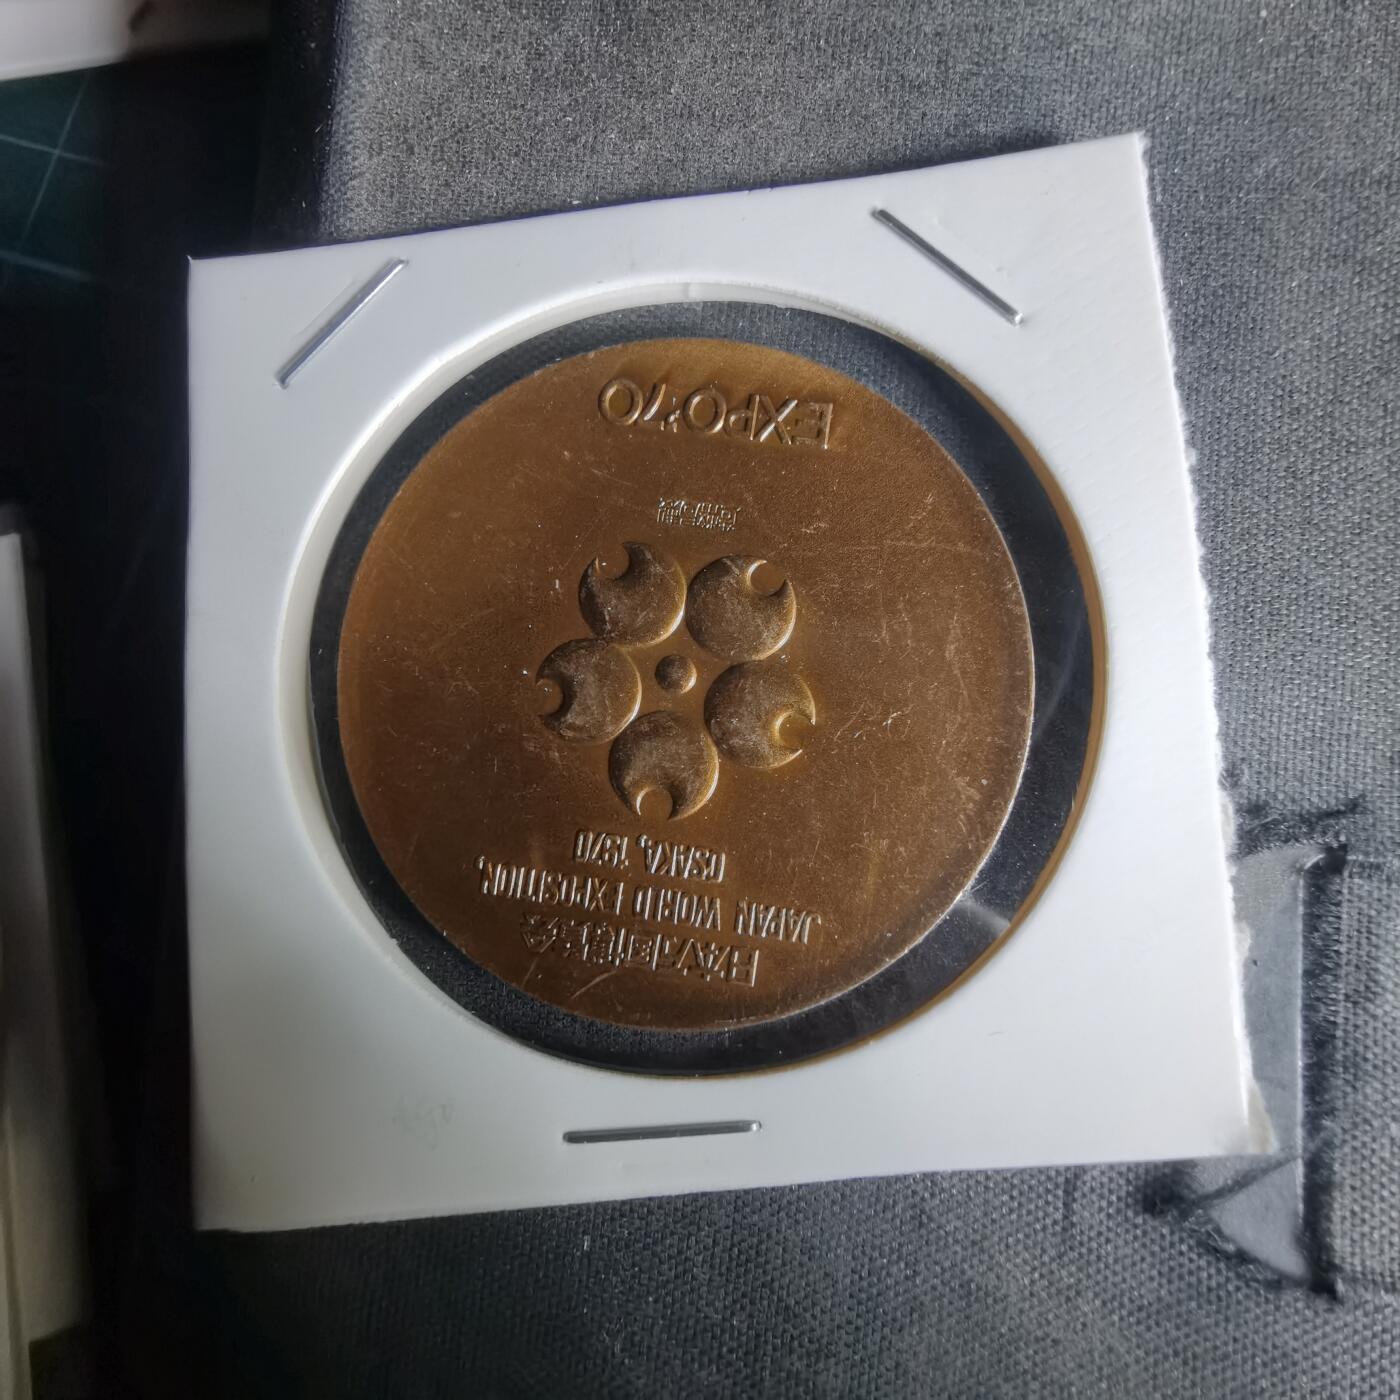 日本万国博覧会
JAPAN WORLD EXPOSITION,
OSAKA, 1970
EXPO'70